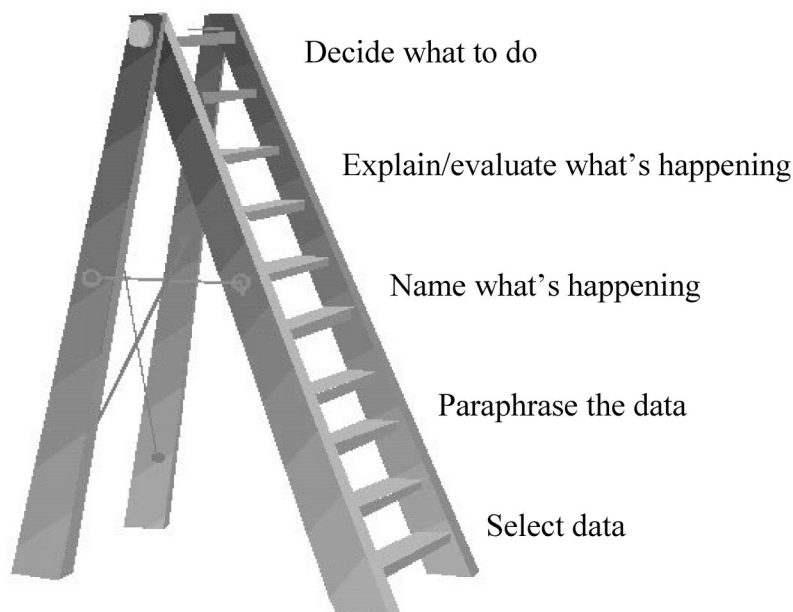 Decide what to do
Explain/evaluate what’s happening
Name what’s happening
Paraphrase the data
Select data